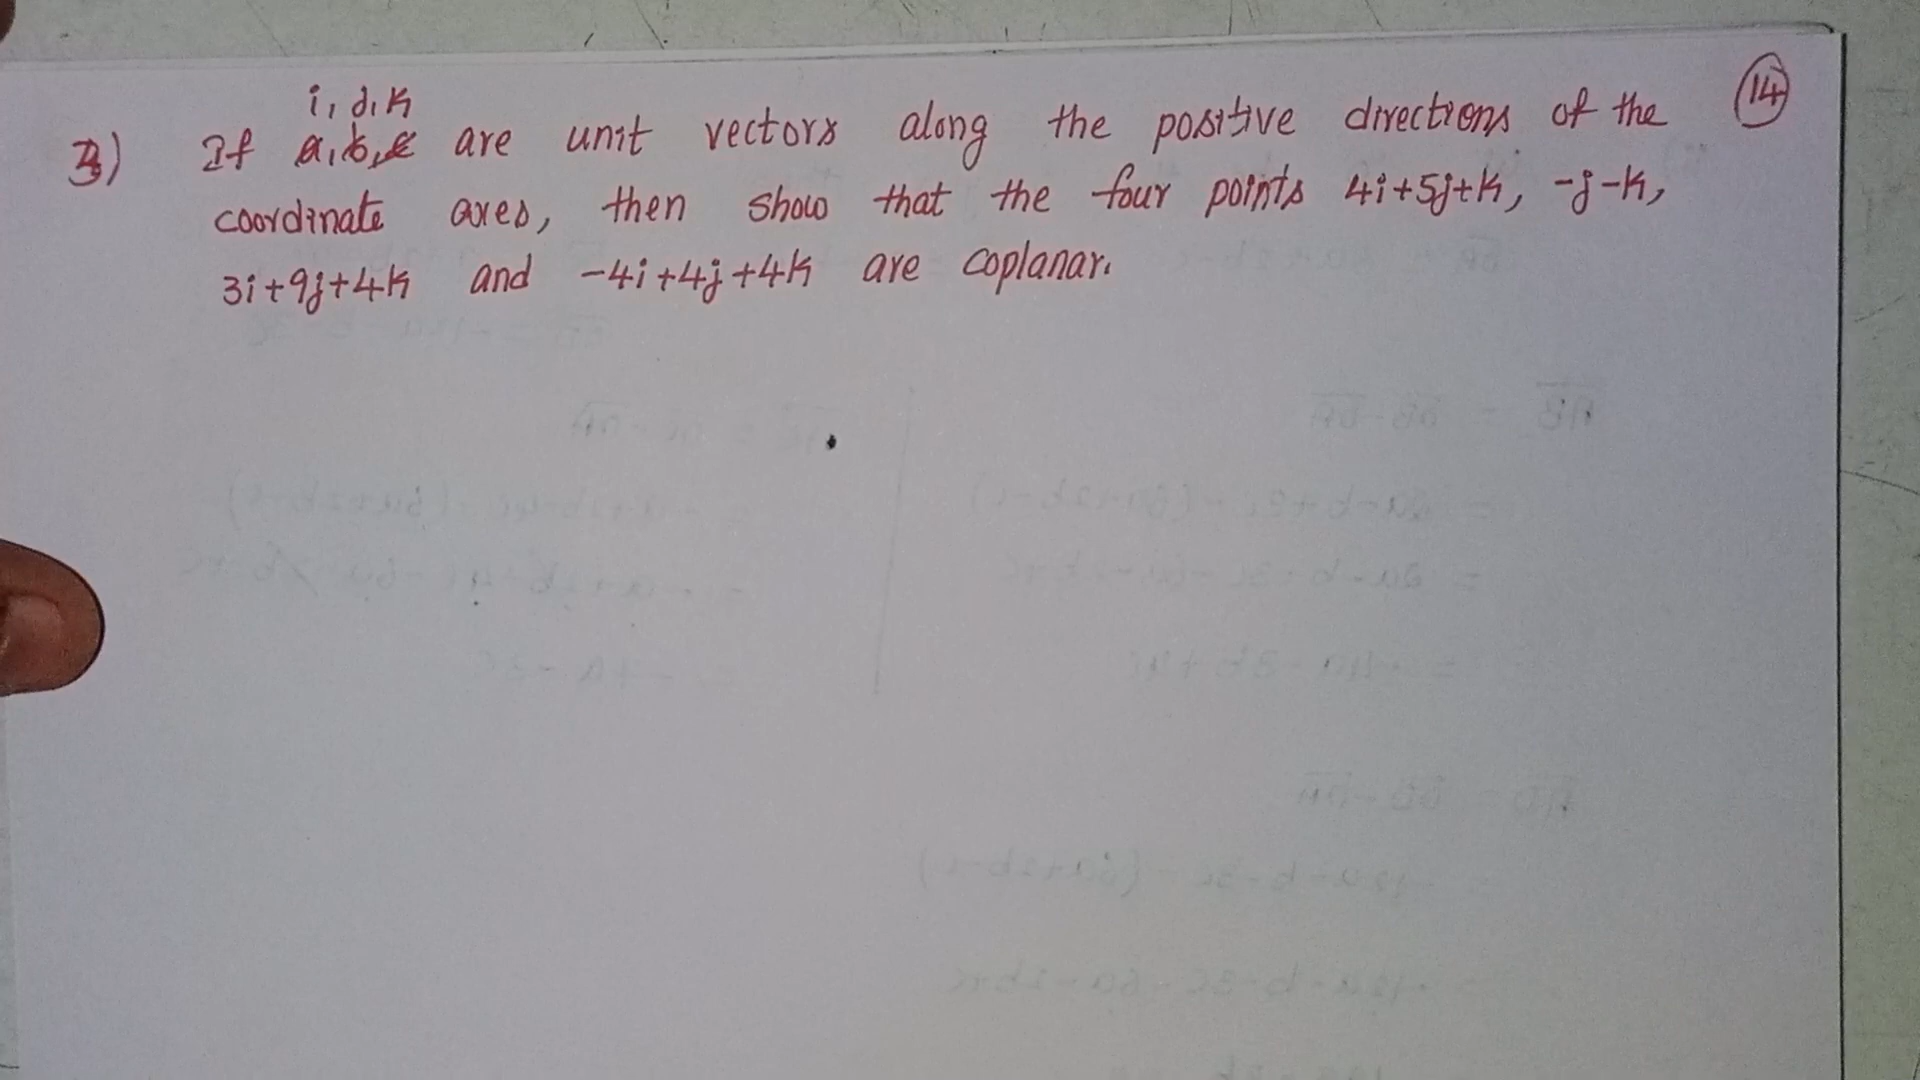 i, j, k
3) If a, b, c are unit vectors along the positive directions of the (14)
coordinate axes, then show that the four points 4i+5j+k, -j-k,
3i+9j+4k and -4i+4j+4k are coplanar.